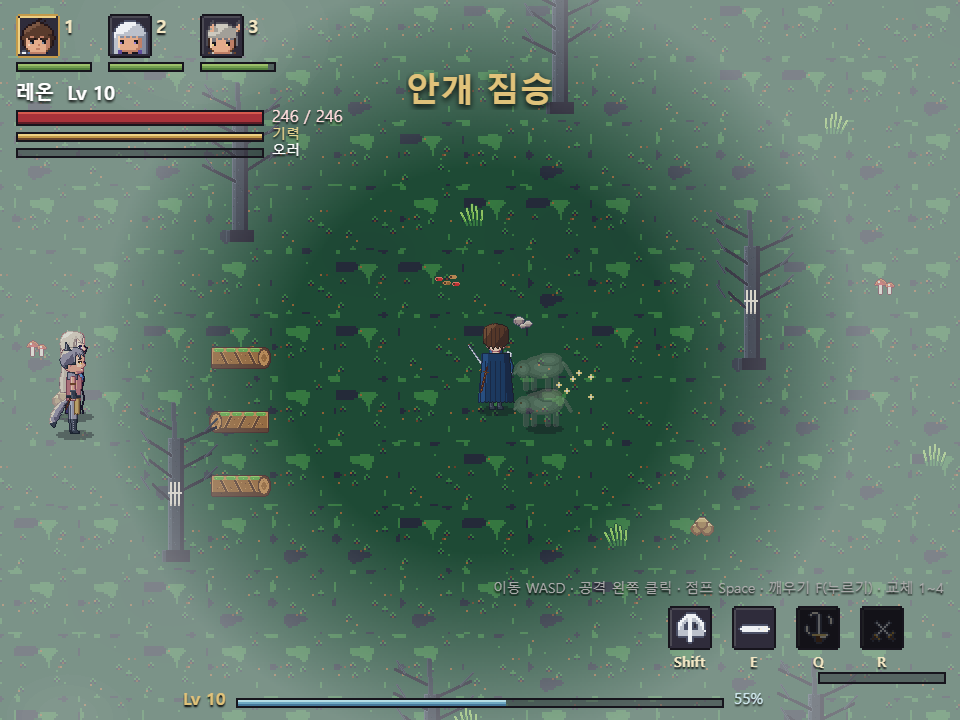 1
2
3
레온 Lv 10
안개 짐승
246 / 246
기력
오러
이동 WASD · 공격 왼쪽 클릭 · 점프 Space · 깨우기 F(누르기) · 교체 1~4
Shift
E
Q
R
Lv 10
55%